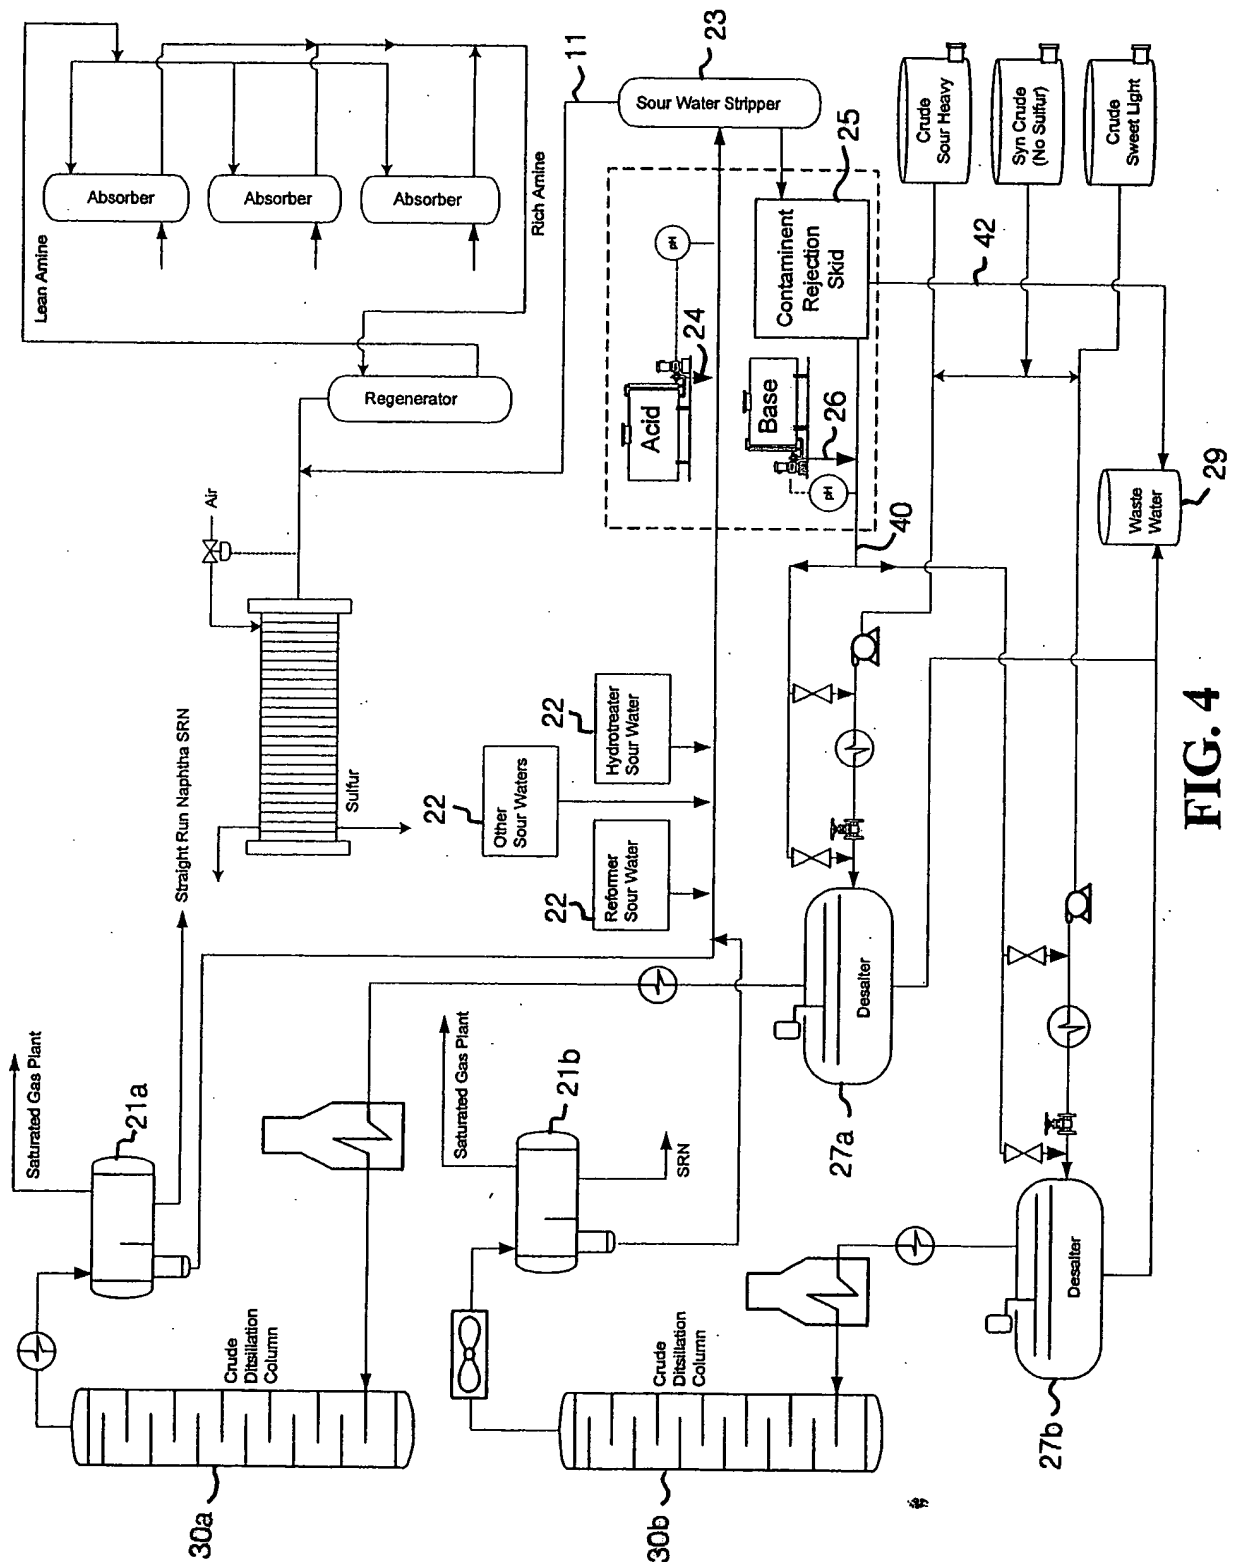 Lean Amine
Absorber
Absorber
Absorber
Rich Amine
Regenerator
Air
Sulfur
11
23
Sour Water Stripper
25
Contaminent
Rejection
Skid
pH
24
Acid
Base
26
pH
40
42
Crude
Sour Heavy
Syn Crude
(No Sulfur)
Crude
Sweet Light
Waste
Water
29
22
Hydrotreater
Sour Water
22
Other
Sour Waters
22
Reformer
Sour Water
Straight Run Naphtha SRN
Saturated Gas Plant
21a
Saturated Gas Plant
21b
SRN
Desalter
27a
Desalter
27b
Crude
Ditsillation
Column
30a
Crude
Ditsillation
Column
30b
FIG. 4